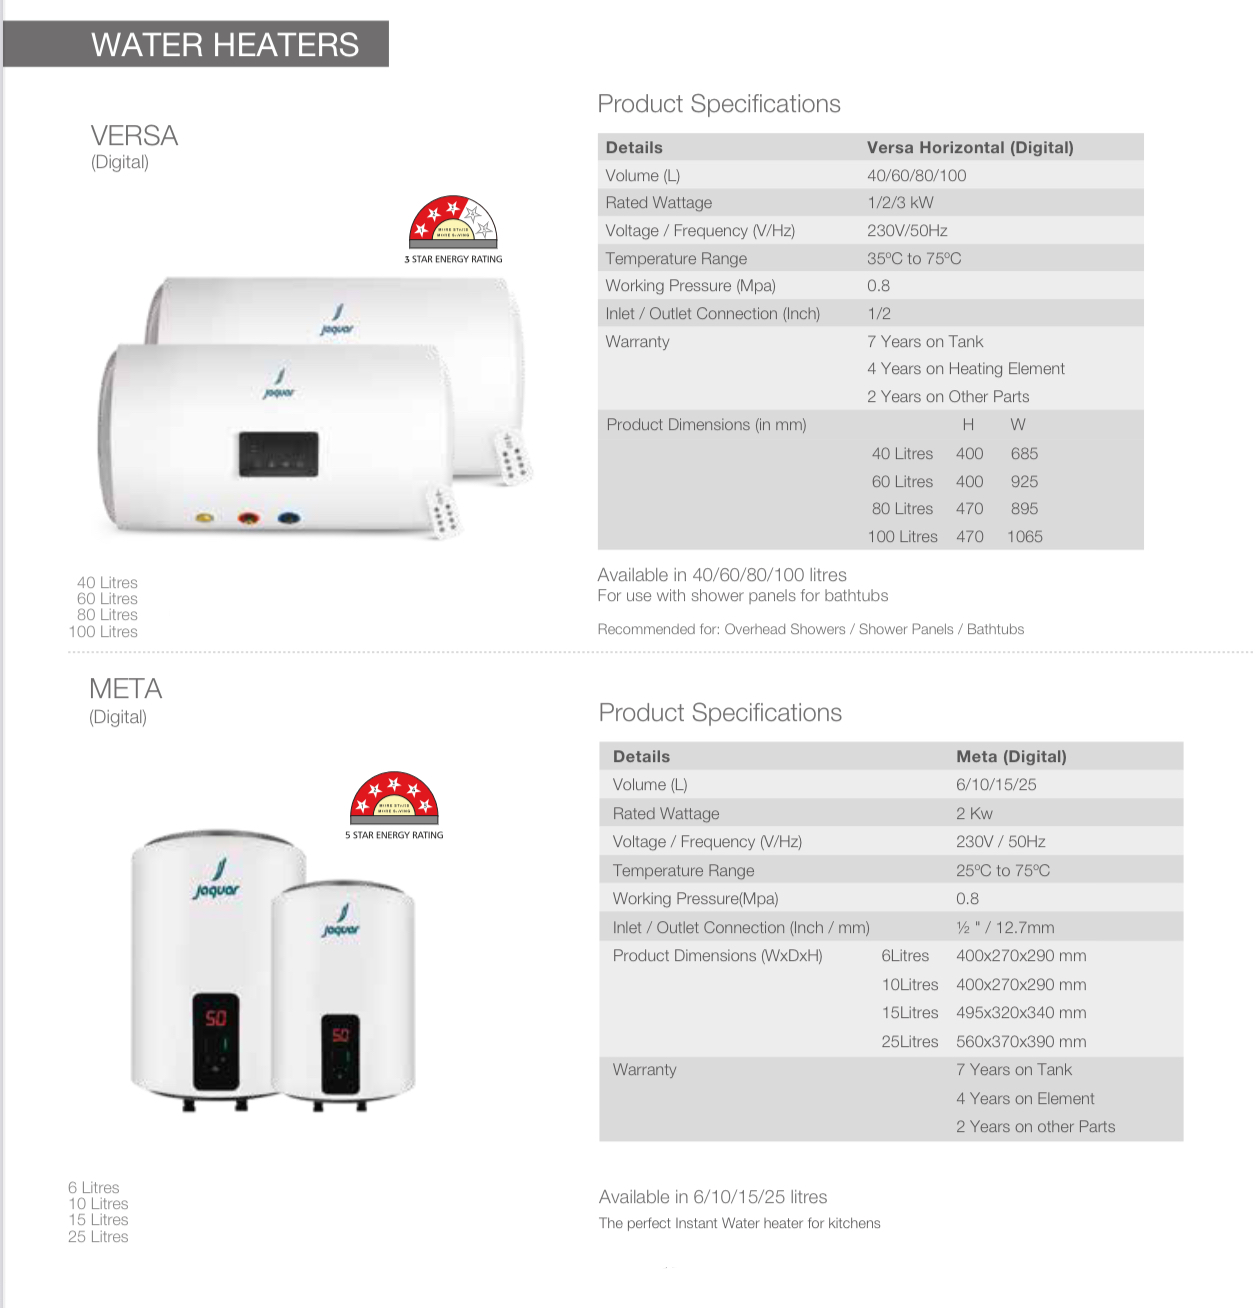 WATER HEATERS
VERSA
(Digital)
3 STAR ENERGY RATING
jaquar
jaquar
40 Litres
60 Litres
80 Litres
100 Litres
Product Specifications
Details Versa Horizontal (Digital)
Volume (L) 40/60/80/100
Rated Wattage 1/2/3 kW
Voltage / Frequency (V/Hz) 230V/50Hz
Temperature Range 35ºC to 75ºC
Working Pressure (Mpa) 0.8
Inlet / Outlet Connection (Inch) 1/2
Warranty 7 Years on Tank
4 Years on Heating Element
2 Years on Other Parts
Product Dimensions (in mm) H W
40 Litres 400 685
60 Litres 400 925
80 Litres 470 895
100 Litres 470 1065
Available in 40/60/80/100 litres
For use with shower panels for bathtubs
Recommended for: Overhead Showers / Shower Panels / Bathtubs
META
(Digital)
5 STAR ENERGY RATING
jaquar
jaquar
50
50
6 Litres
10 Litres
15 Litres
25 Litres
Product Specifications
Details Meta (Digital)
Volume (L) 6/10/15/25
Rated Wattage 2 Kw
Voltage / Frequency (V/Hz) 230V / 50Hz
Temperature Range 25ºC to 75ºC
Working Pressure(Mpa) 0.8
Inlet / Outlet Connection (Inch / mm) ½ " / 12.7mm
Product Dimensions (WxDxH) 6Litres 400x270x290 mm
10Litres 400x270x290 mm
15Litres 495x320x340 mm
25Litres 560x370x390 mm
Warranty 7 Years on Tank
4 Years on Element
2 Years on other Parts
Available in 6/10/15/25 litres
The perfect Instant Water heater for kitchens